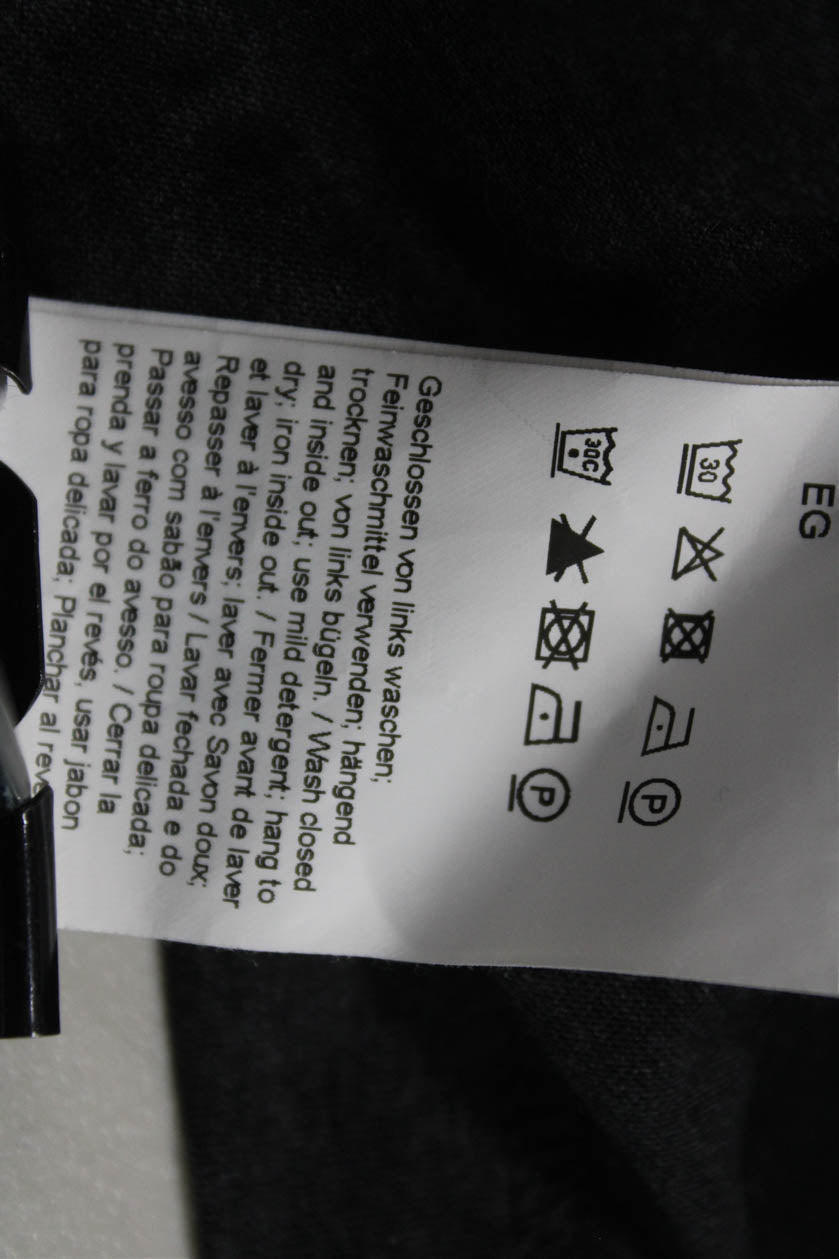 EG
30
P
30C
P
Geschlossen von links waschen;
Feinwaschmittel verwenden; hängend
trocknen; von links bügeln. / Wash closed
and inside out; use mild detergent; hang to
dry; iron inside out. / Fermer avant de laver
et laver à l'envers; laver avec Savon doux;
Repasser à l'envers / Lavar fechada e do
avesso com sabão para roupa delicada;
Passar a ferro do avesso. / Cerrar la
prenda y lavar por el revés, usar jabon
para ropa delicada; Planchar al